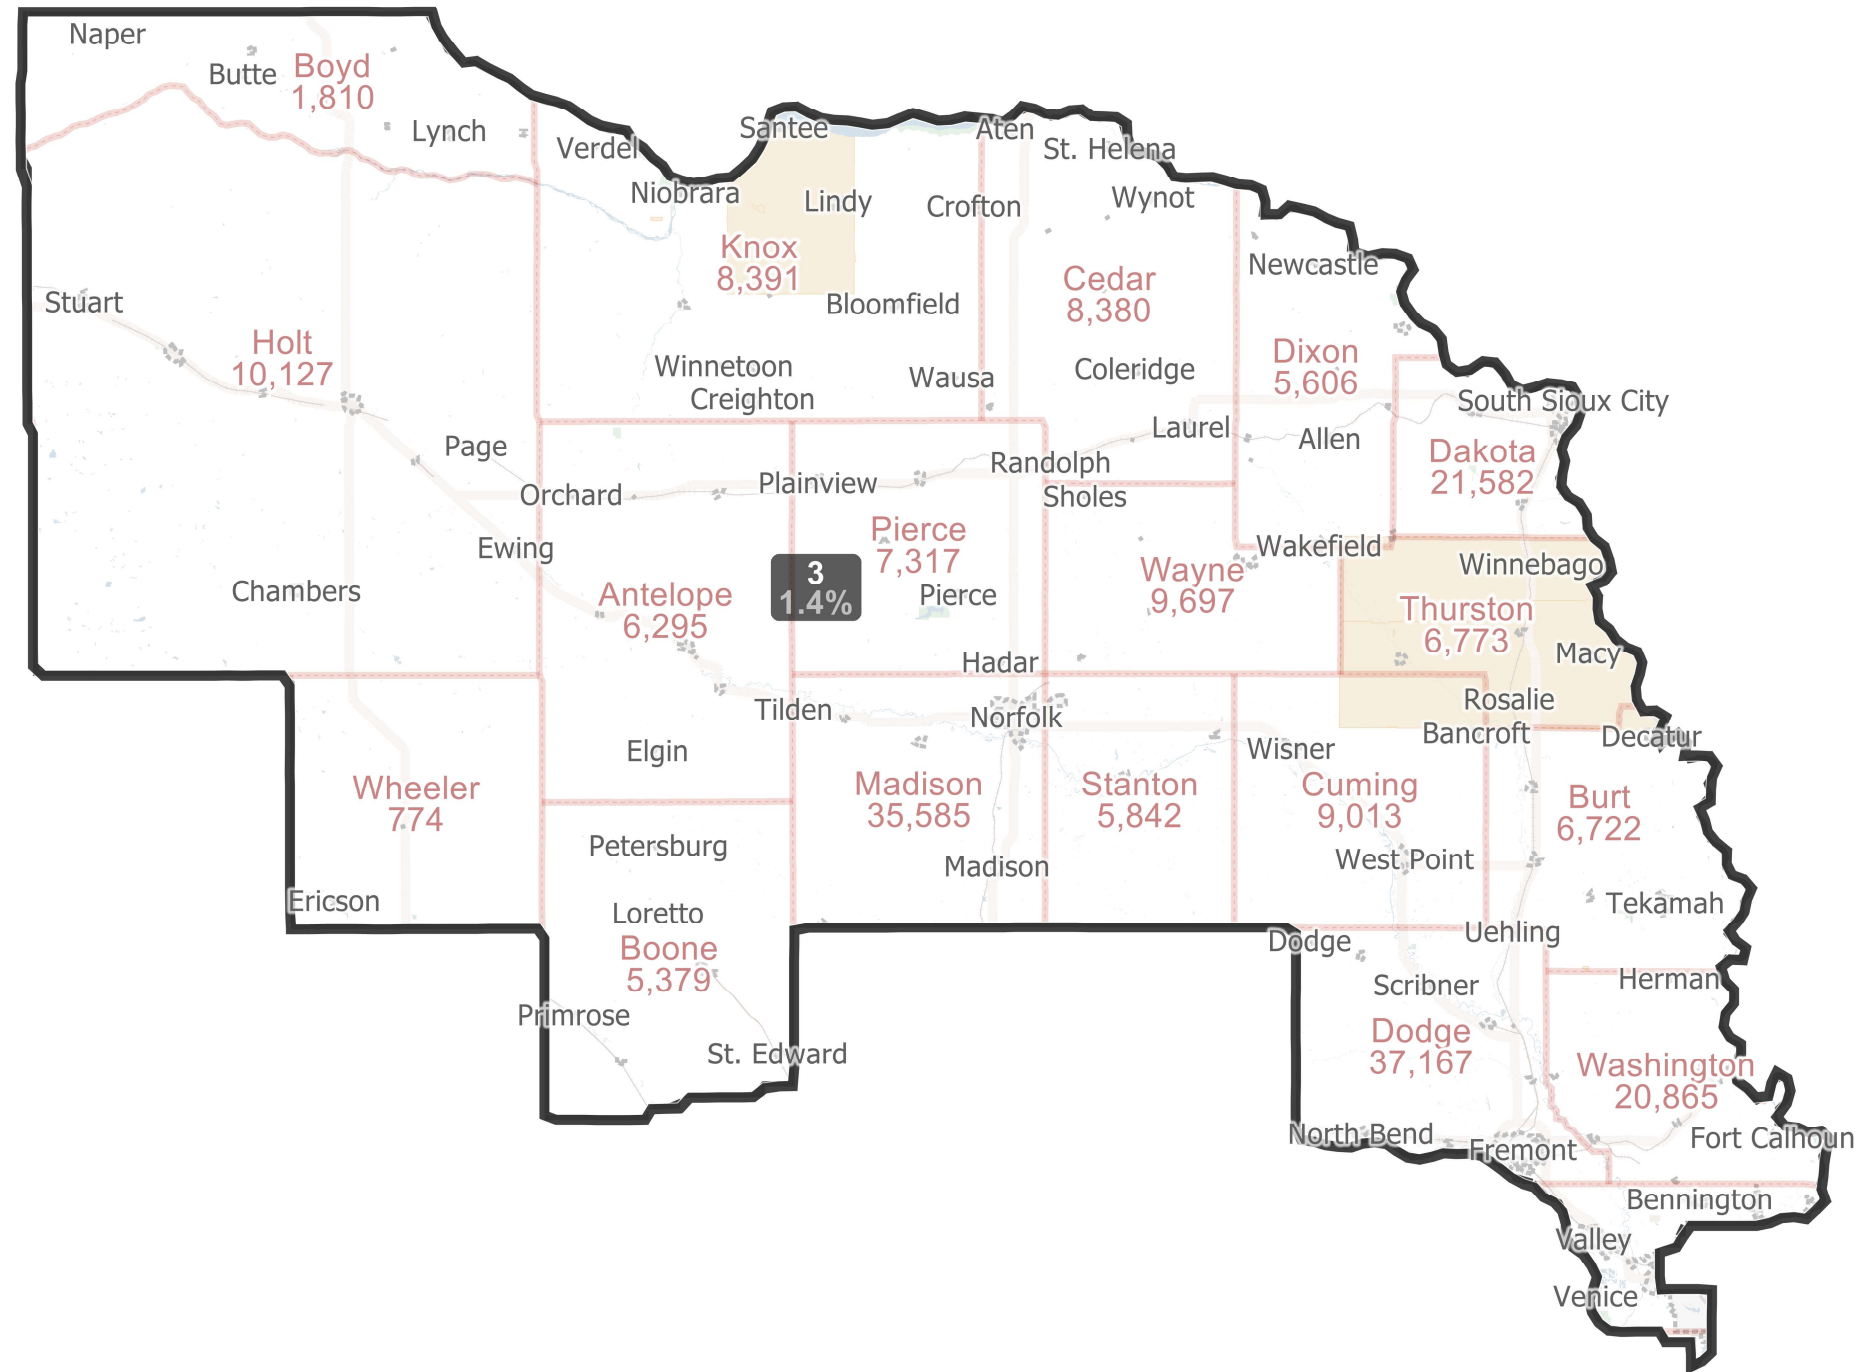 Naper
Butte
Boyd
1,810
Lynch
Verdel
Santee
Aten
St. Helena
Niobrara
Lindy
Crofton
Wynot
Knox
8,391
Newcastle
Cedar
8,380
Stuart
Bloomfield
Holt
10,127
Dixon
5,606
Winnetoon
Creighton
Wausa
Coleridge
South Sioux City
Laurel
Allen
Page
Dakota
21,582
Randolph
Plainview
Orchard
Sholes
Pierce
7,317
Ewing
Wakefield
Winnebago
3
1.4%
Wayne
9,697
Chambers
Antelope
6,295
Pierce
Thurston
6,773
Macy
Hadar
Rosalie
Tilden
Norfolk
Bancroft
Decatur
Elgin
Wisner
Wheeler
774
Madison
35,585
Stanton
5,842
Cuming
9,013
Burt
6,722
Petersburg
Madison
West Point
Ericson
Loretto
Tekamah
Boone
5,379
Dodge
Uehling
Scribner
Herman
Primrose
Dodge
37,167
St. Edward
Washington
20,865
North Bend
Fremont
Fort Calhoun
Bennington
Valley
Venice